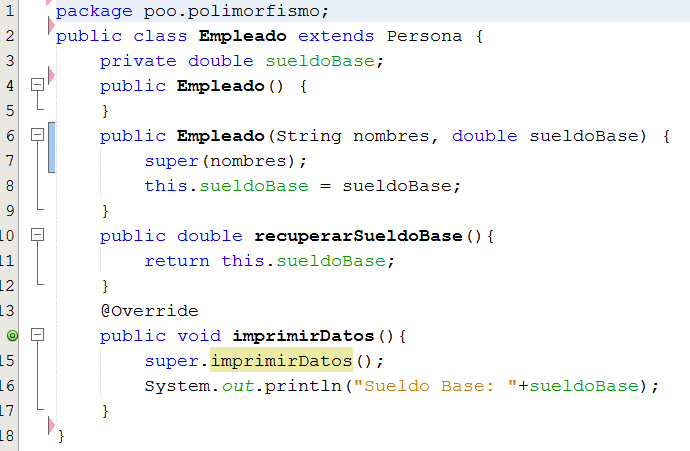 1 package poo.polimorfismo;
2 public class Empleado extends Persona {
3 private double sueldoBase;
4 public Empleado() {
5 }
6 public Empleado(String nombres, double sueldoBase) {
7 super(nombres);
8 this.sueldoBase = sueldoBase;
9 }
10 public double recuperarSueldoBase(){
11 return this.sueldoBase;
12 }
13 @Override
public void imprimirDatos(){
15 super.imprimirDatos();
16 System.out.println("Sueldo Base: "+sueldoBase);
17 }
18 }